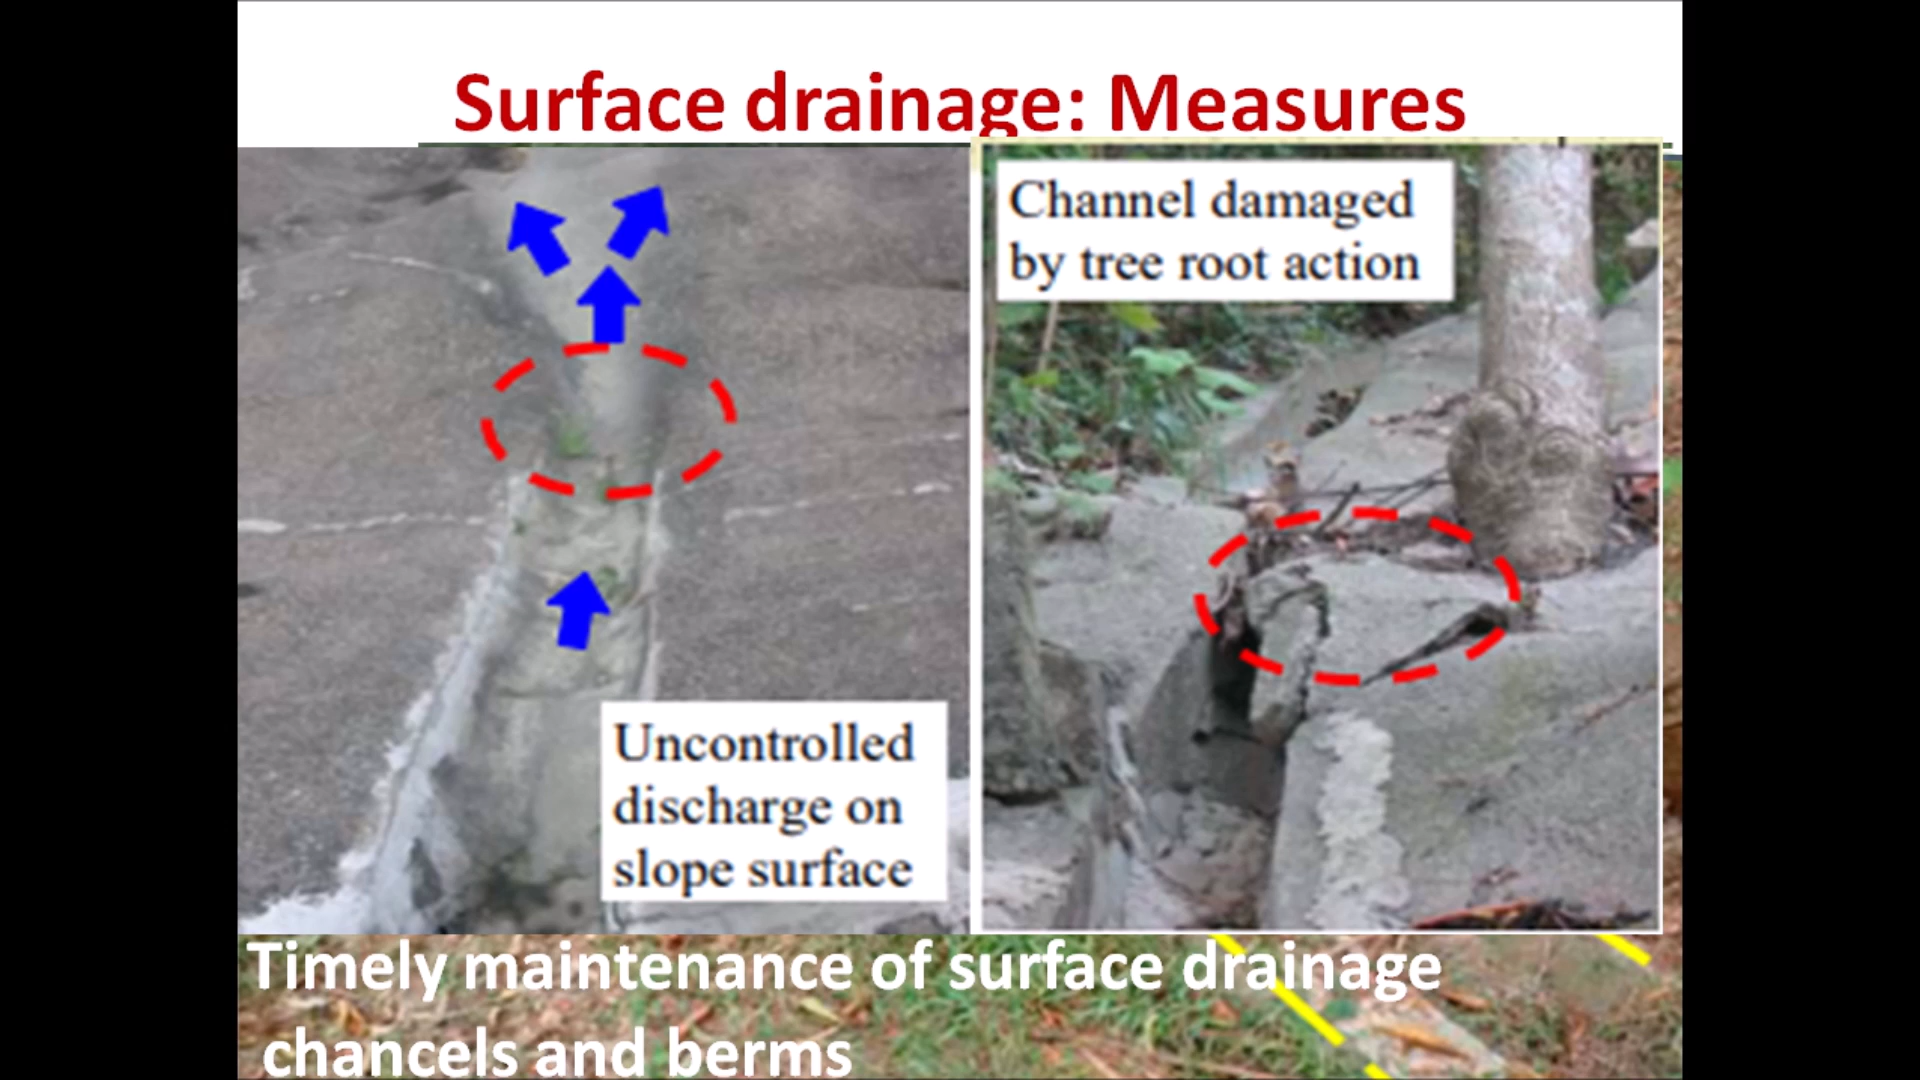 Surface drainage: Measures
Channel damaged
by tree root action
Uncontrolled
discharge on
slope surface
Timely maintenance of surface drainage
chancels and berms